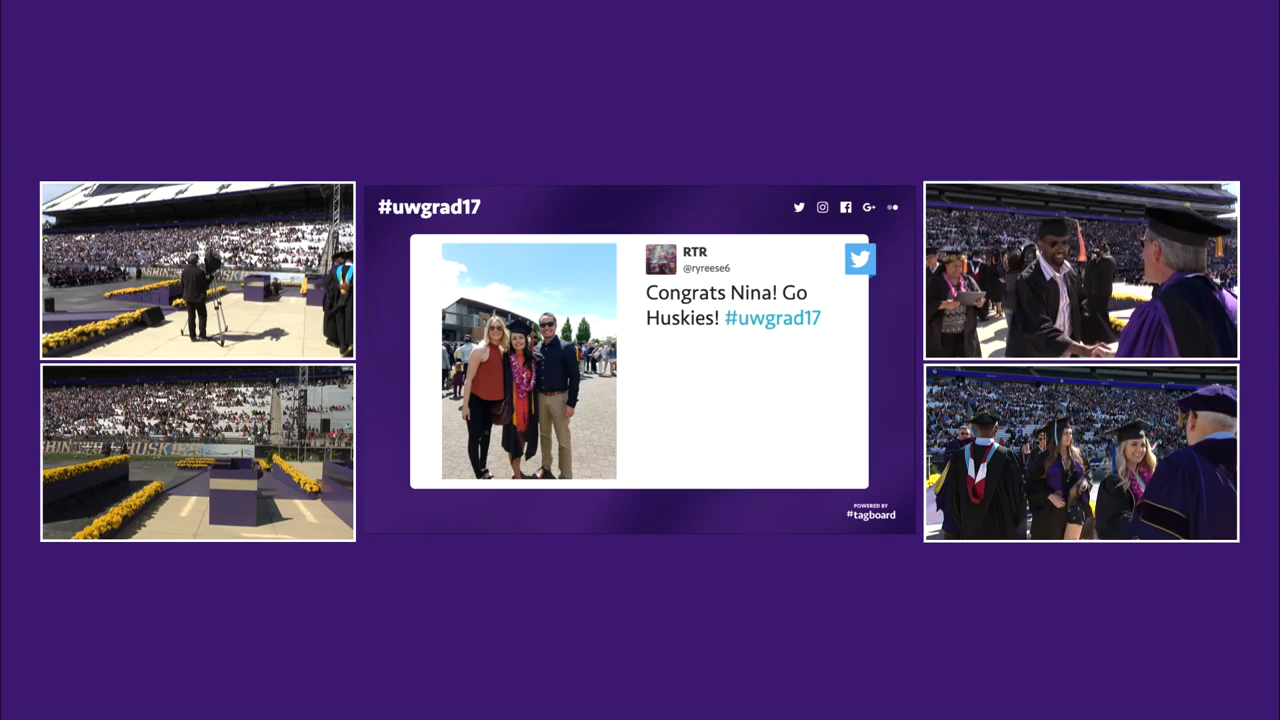 #uwgrad17
RTR
@ryreese6
Congrats Nina! Go
Huskies! #uwgrad17
POWERED BY
#tagboard